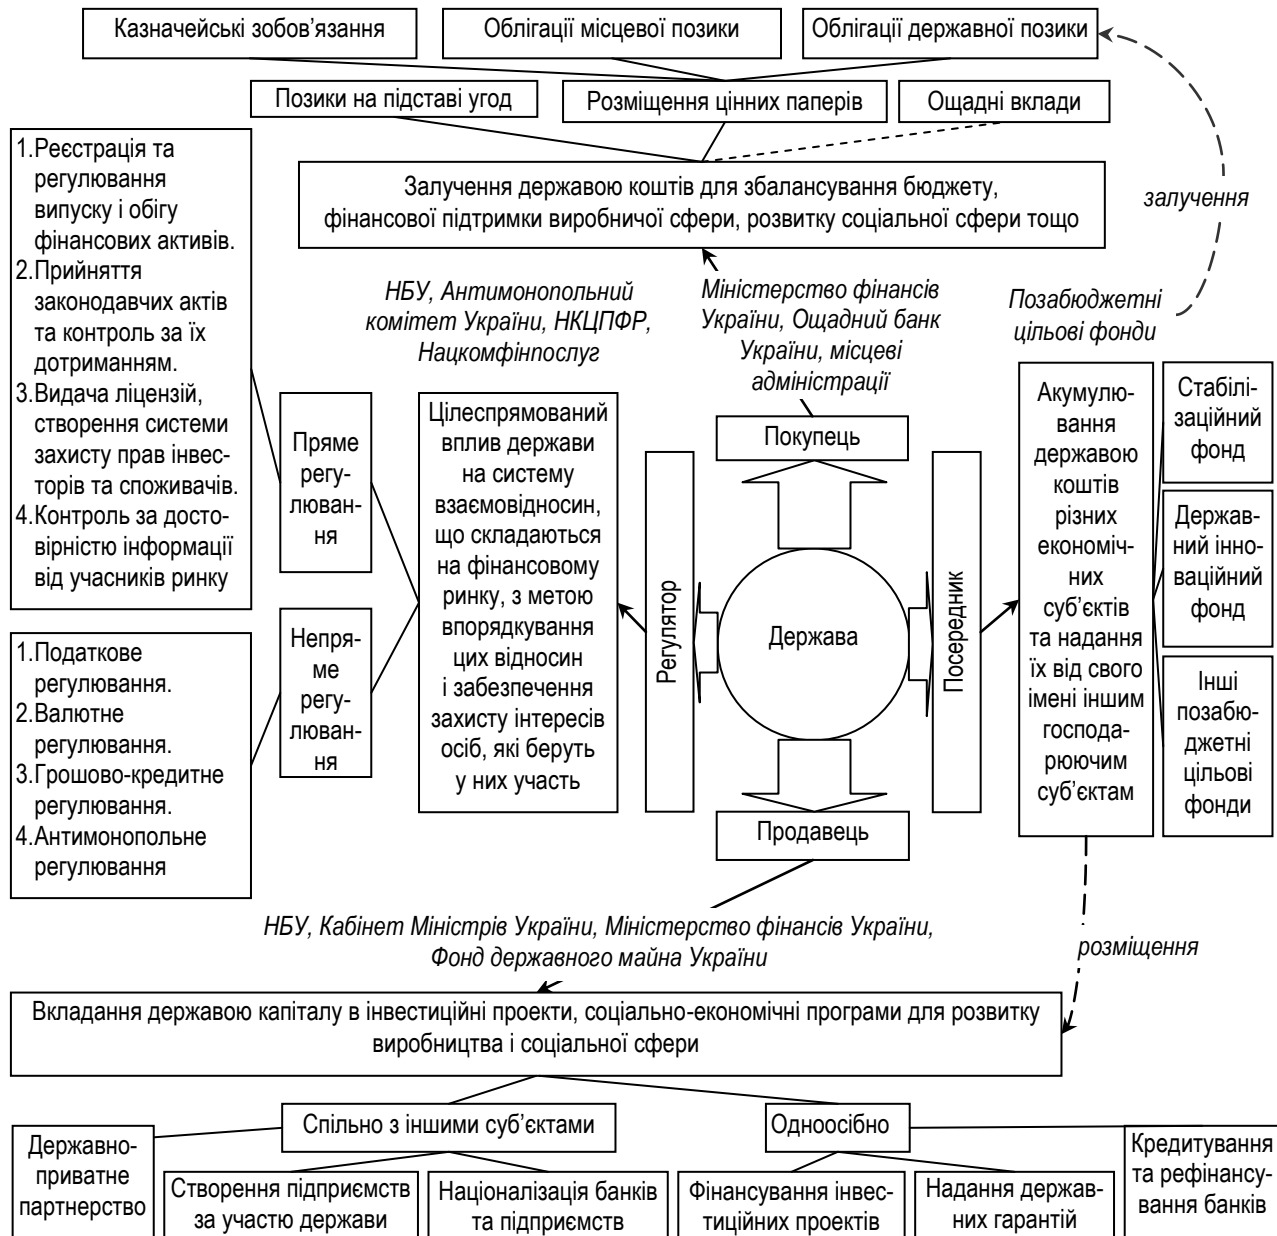 Казначейські зобов’язання
Облігації місцевої позики
Облігації державної позики
Позики на підставі угод
Розміщення цінних паперів
Ощадні вклади
Залучення державою коштів для збалансування бюджету,
фінансової підтримки виробничої сфери, розвитку соціальної сфери тощо
залучення
1.Реєстрація та
регулювання
випуску і обігу
фінансових активів.
2.Прийняття
законодавчих актів
та контроль за їх
дотриманням.
3.Видача ліцензій,
створення системи
захисту прав інвес-
торів та споживачів.
4.Контроль за досто-
вірністю інформації
від учасників ринку
НБУ, Антимонопольний
комітет України, НКЦПФР,
Нацкомфінпослуг
Міністерство фінансів
України, Ощадний банк
України, місцеві
адміністрації
Позабюджетні
цільові фонди
Пряме
регу-
люван-
ня
Непря-
ме
регу-
люван-
ня
1.Податкове
регулювання.
2.Валютне
регулювання.
3.Грошово-кредитне
регулювання.
4.Антимонопольне
регулювання
Цілеспрямований
вплив держави
на систему
взаємовідносин,
що складаються
на фінансовому
ринку, з метою
впорядкування
цих відносин
і забезпечення
захисту інтересів
осіб, які беруть
у них участь
Регулятор
Покупець
Держава
Продавець
Посередник
Акумулю-
вання
державою
коштів
різних
економіч-
них
суб’єктів
та надання
їх від свого
імені іншим
господа-
рюючим
суб’єктам
Стабілі-
заційний
фонд
Держав-
ний інно-
ваційний
фонд
Інші
позабю-
джетні
цільові
фонди
НБУ, Кабінет Міністрів України, Міністерство фінансів України,
Фонд державного майна України
розміщення
Вкладання державою капіталу в інвестиційні проекти, соціально-економічні програми для розвитку
виробництва і соціальної сфери
Спільно з іншими суб’єктами
Одноосібно
Державно-
приватне
партнерство
Створення підприємств
за участю держави
Націоналізація банків
та підприємств
Фінансування інвес-
тиційних проектів
Надання держав-
них гарантій
Кредитування
та рефінансу-
вання банків